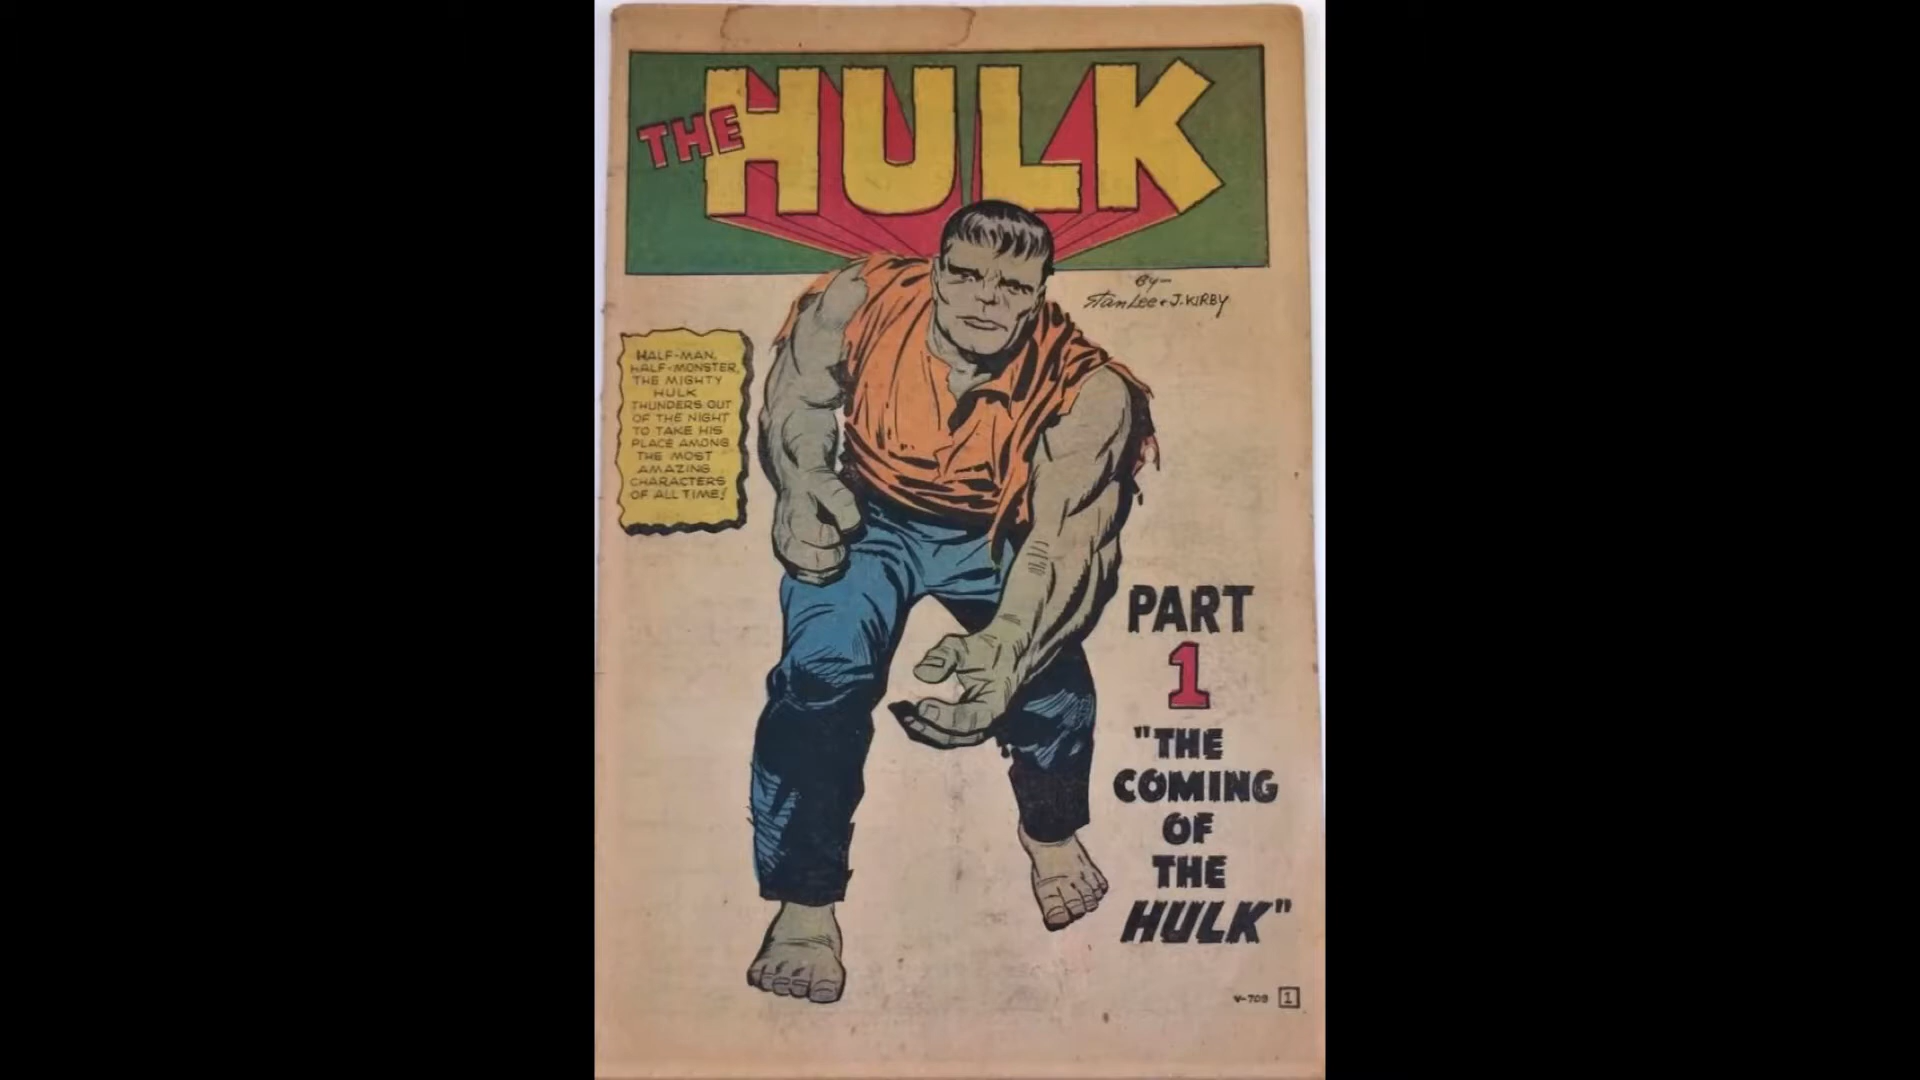 THE HULK
BY—
Stan Lee + J. KIRBY
HALF-MAN,
HALF-MONSTER,
THE MIGHTY
HULK
THUNDERS OUT
OF THE NIGHT
TO TAKE HIS
PLACE AMONG
THE MOST
AMAZING
CHARACTERS
OF ALL TIME!
PART
1
"THE
COMING
OF
THE
HULK"
V-709 1